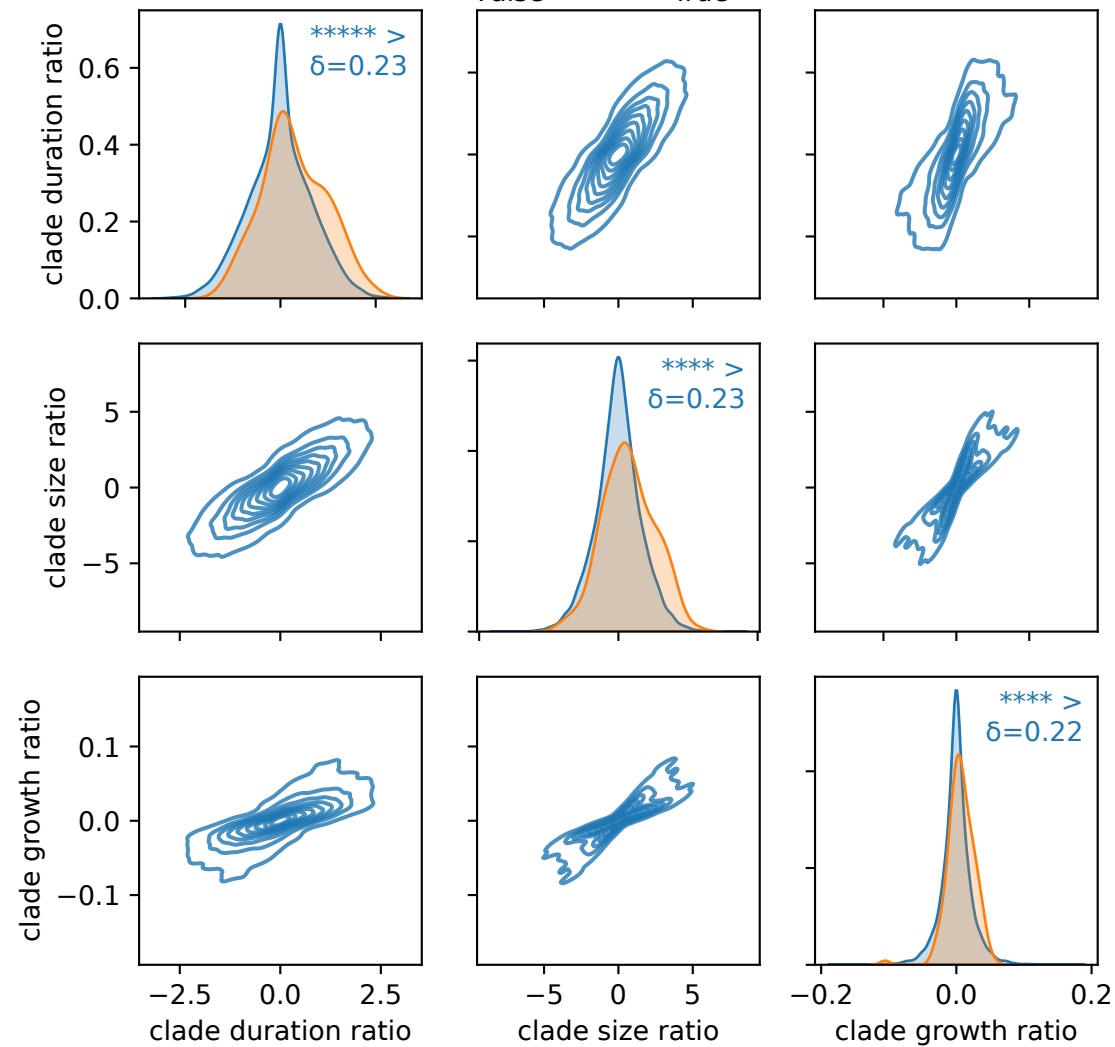 clade duration ratio
0.6
0.4
0.2
0.0
***** >
δ=0.23
clade size ratio
5
0
−5
**** >
δ=0.23
clade growth ratio
0.1
0.0
−0.1
**** >
δ=0.22
−2.5 0.0 2.5
−5 0 5
−0.2 0.0 0.2
clade duration ratio
clade size ratio
clade growth ratio